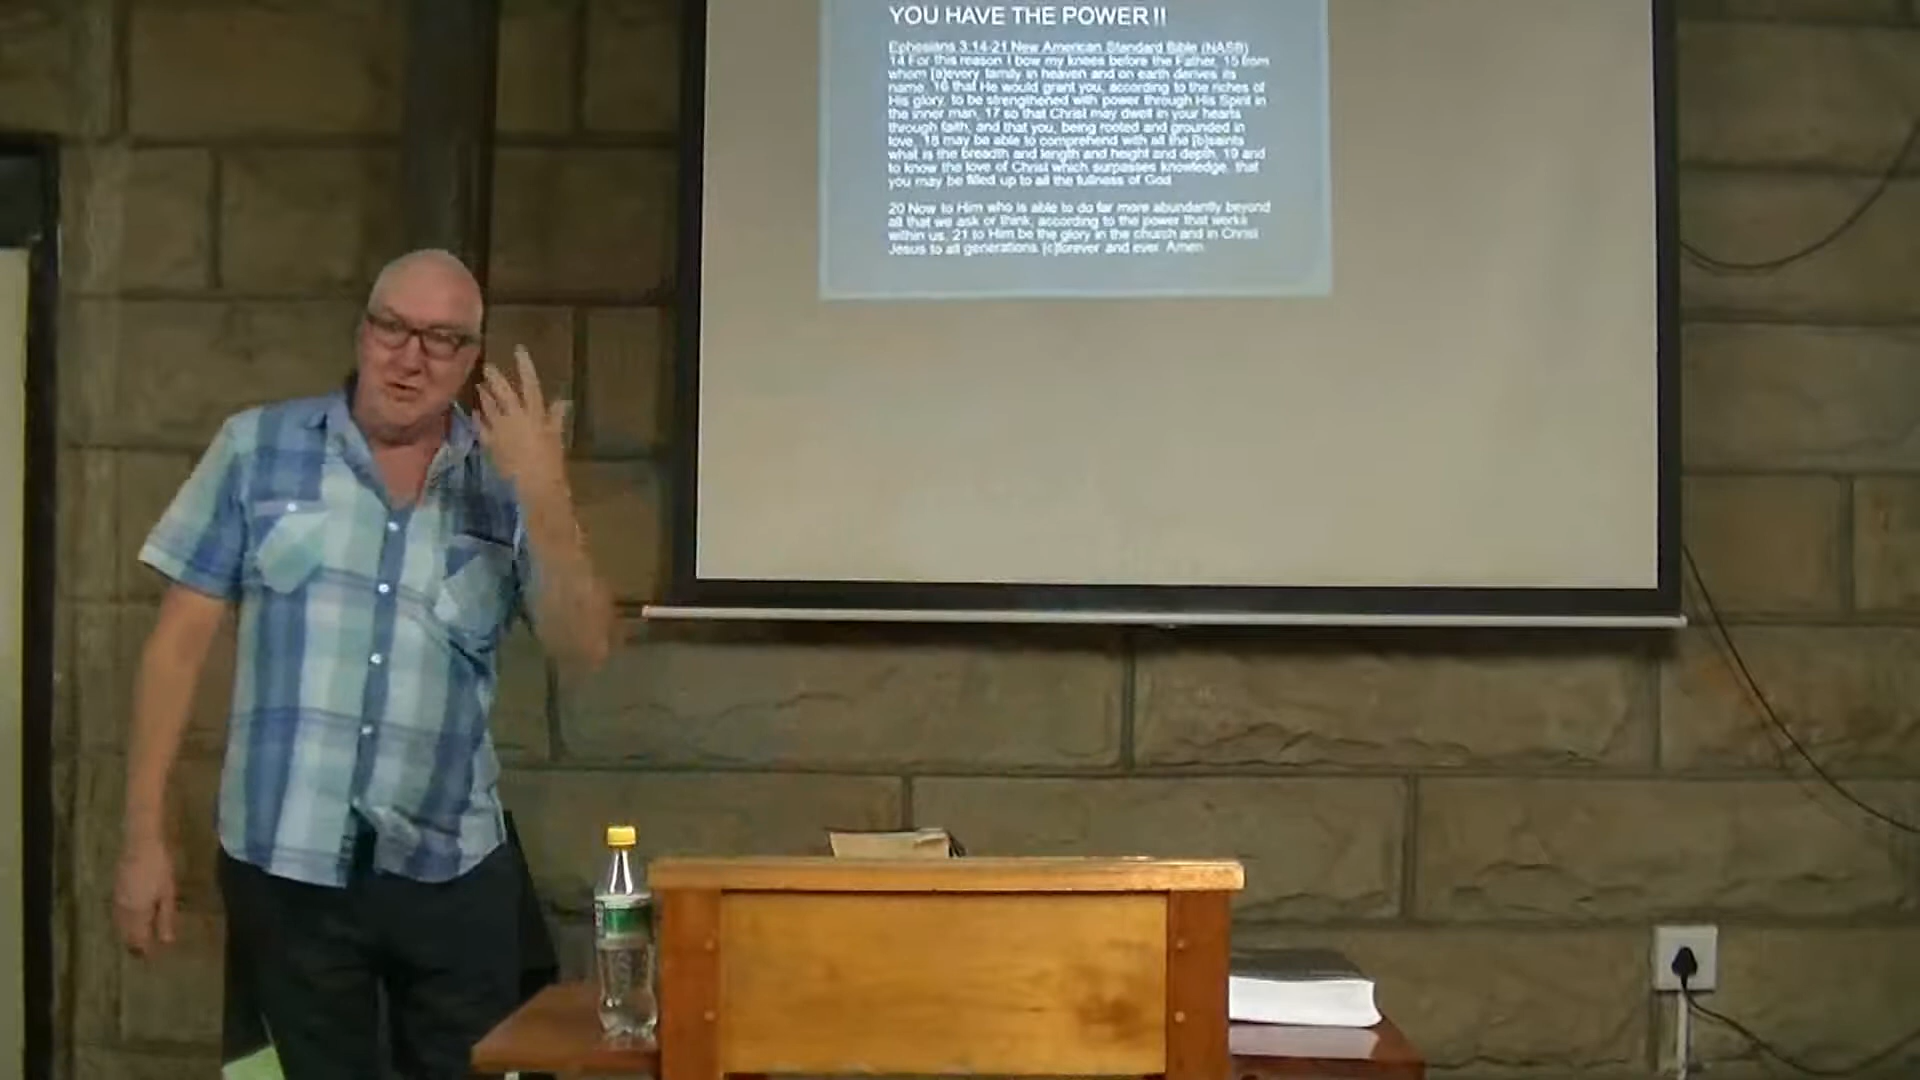 YOU HAVE THE POWER !!
Ephesians 3:14-21 New American Standard Bible (NASB)
14 For this reason I bow my knees before the Father, 15 from
whom [a]every family in heaven and on earth derives its
name, 16 that He would grant you, according to the riches of
His glory, to be strengthened with power through His Spirit in
the inner man, 17 so that Christ may dwell in your hearts
through faith; and that you, being rooted and grounded in
love, 18 may be able to comprehend with all the [b]saints
what is the breadth and length and height and depth, 19 and
to know the love of Christ which surpasses knowledge, that
you may be filled up to all the fullness of God.
20 Now to Him who is able to do far more abundantly beyond
all that we ask or think, according to the power that works
within us, 21 to Him be the glory in the church and in Christ
Jesus to all generations [c]forever and ever. Amen.